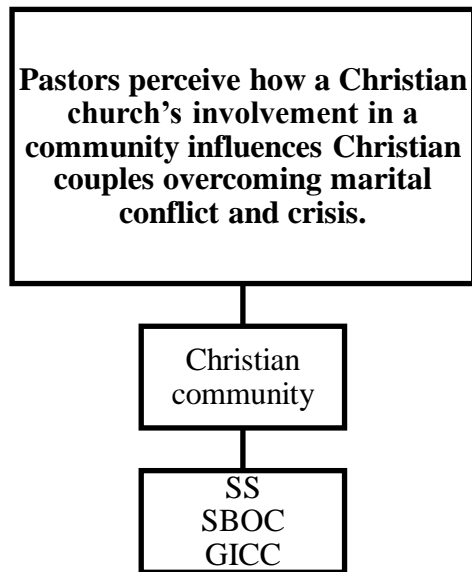 Pastors perceive how a Christian
church’s involvement in a
community influences Christian
couples overcoming marital
conflict and crisis.
Christian
community
SS
SBOC
GICC